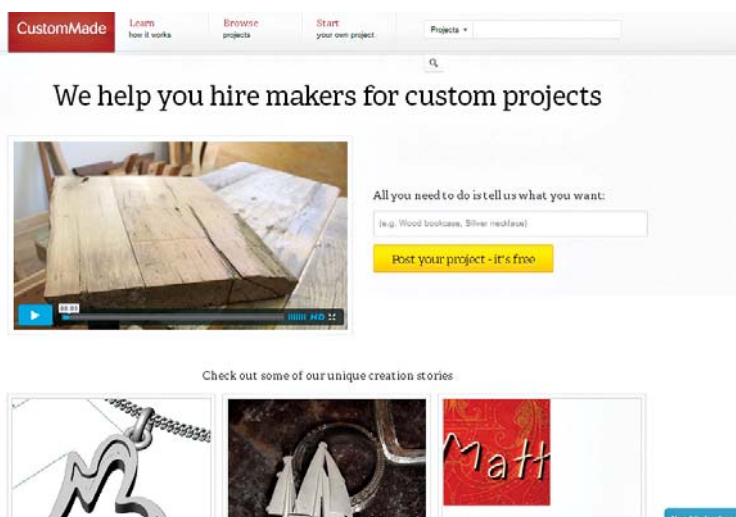 CustomMade
Learn
how it works
Browse
projects
Start
your own project
Projects
We help you hire makers for custom projects
All you need to do is tell us what you want:
(e.g. Wood bookcase, Silver necklace)
Post your project - it's free
00:00
HD
Check out some of our unique creation stories
Matt